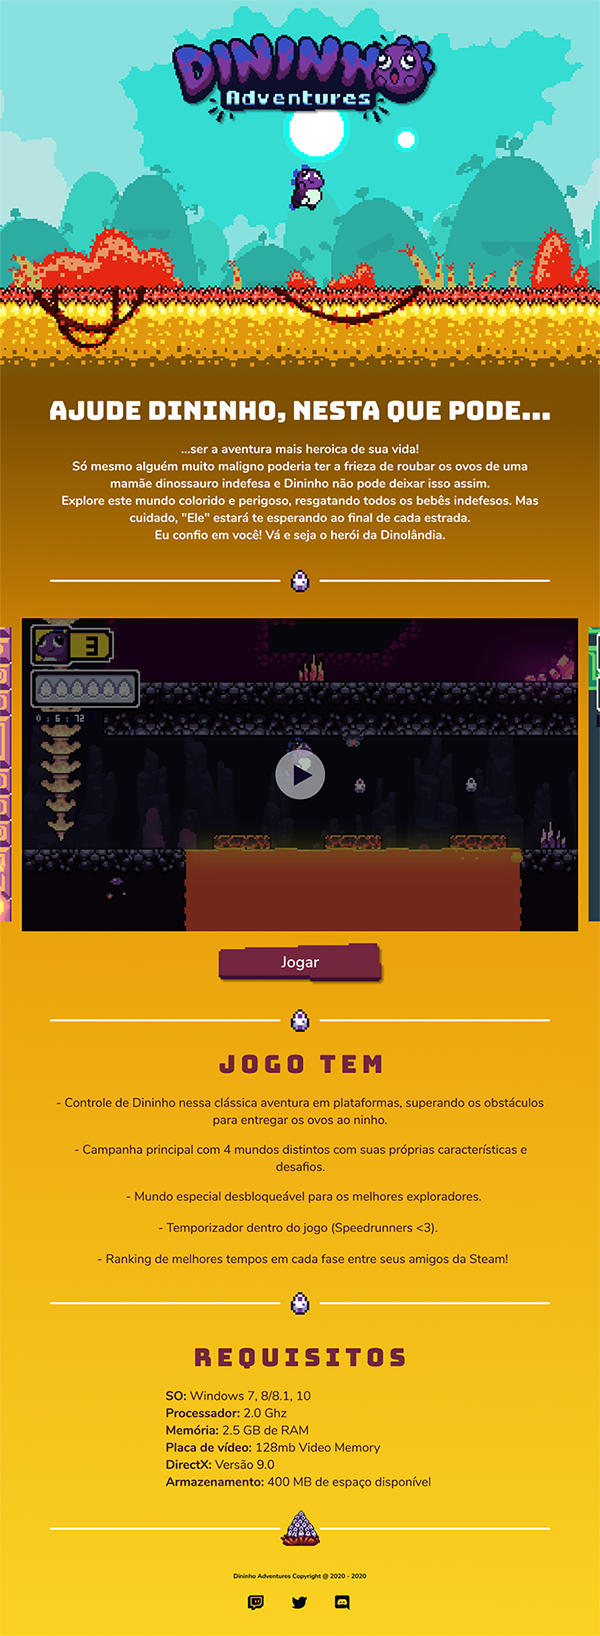 DININHO
Adventures
AJUDE DININHO, NESTA QUE PODE...
...ser a aventura mais heroica de sua vida!
Só mesmo alguém muito maligno poderia ter a frieza de roubar os ovos de uma
mamãe dinossauro indefesa e Dininho não pode deixar isso assim.
Explore este mundo colorido e perigoso, resgatando todos os bebês indefesos. Mas
cuidado, "Ele" estará te esperando ao final de cada estrada.
Eu confio em você! Vá e seja o herói da Dinolândia.
3
0 : 6 : 72
Jogar
JOGO TEM
- Controle de Dininho nessa clássica aventura em plataformas, superando os obstáculos
para entregar os ovos ao ninho.
- Campanha principal com 4 mundos distintos com suas próprias características e
desafios.
- Mundo especial desbloqueável para os melhores exploradores.
- Temporizador dentro do jogo (Speedrunners <3).
- Ranking de melhores tempos em cada fase entre seus amigos da Steam!
REQUISITOS
SO: Windows 7, 8/8.1, 10
Processador: 2.0 Ghz
Memória: 2.5 GB de RAM
Placa de vídeo: 128mb Video Memory
DirectX: Versão 9.0
Armazenamento: 400 MB de espaço disponível
Dininho Adventures Copyright @ 2020 - 2020